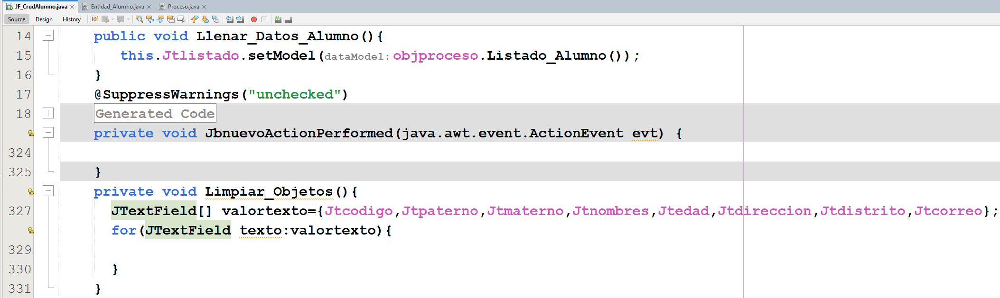 JF_CrudAlumno.java Entidad_Alumno.java Proceso.java
Source Design History
14 public void Llenar_Datos_Alumno(){
15 this.Jtlistado.setModel(dataModel: objproceso.Listado_Alumno());
16 }
17 @SuppressWarnings("unchecked")
18 Generated Code
private void JbnuevoActionPerformed(java.awt.event.ActionEvent evt) {
324
325 }
private void Limpiar_Objetos(){
327 JTextField[] valortexto={Jtcodigo,Jtpaterno,Jtmaterno,Jtnombres,Jtedad,Jtdireccion,Jtdistrito,Jtcorreo};
for(JTextField texto:valortexto){
329
330 }
331 }